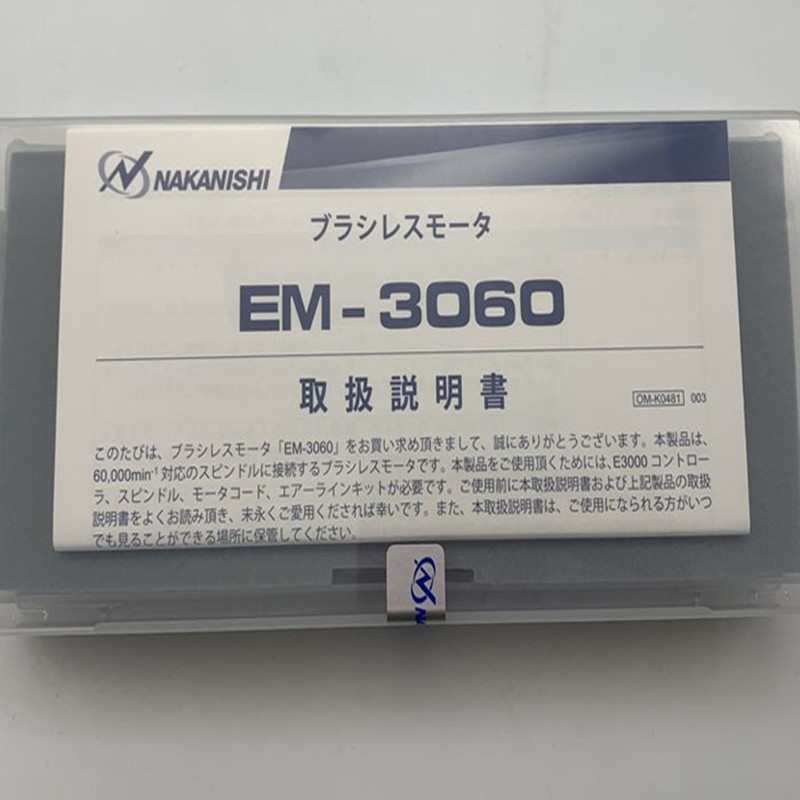 NAKANISHI
ブラシレスモータ
EM-3060
取扱説明書
OM-K0481 003
このたびは、ブラシレスモータ「EM-3060」をお買い求め頂きまして、誠にありがとうございます。本製品は、
60,000min⁻¹ 対応のスピンドルに接続するブラシレスモータです。本製品をご使用頂くためには、E3000 コントロー
ラ、スピンドル、モータコード、エアーラインキットが必要です。ご使用前に本取扱説明書および上記製品の取扱
説明書をよくお読み頂き、末永くご愛用くだされば幸いです。また、本取扱説明書は、ご使用になられる方がいつ
でも見ることができる場所に保管してください。